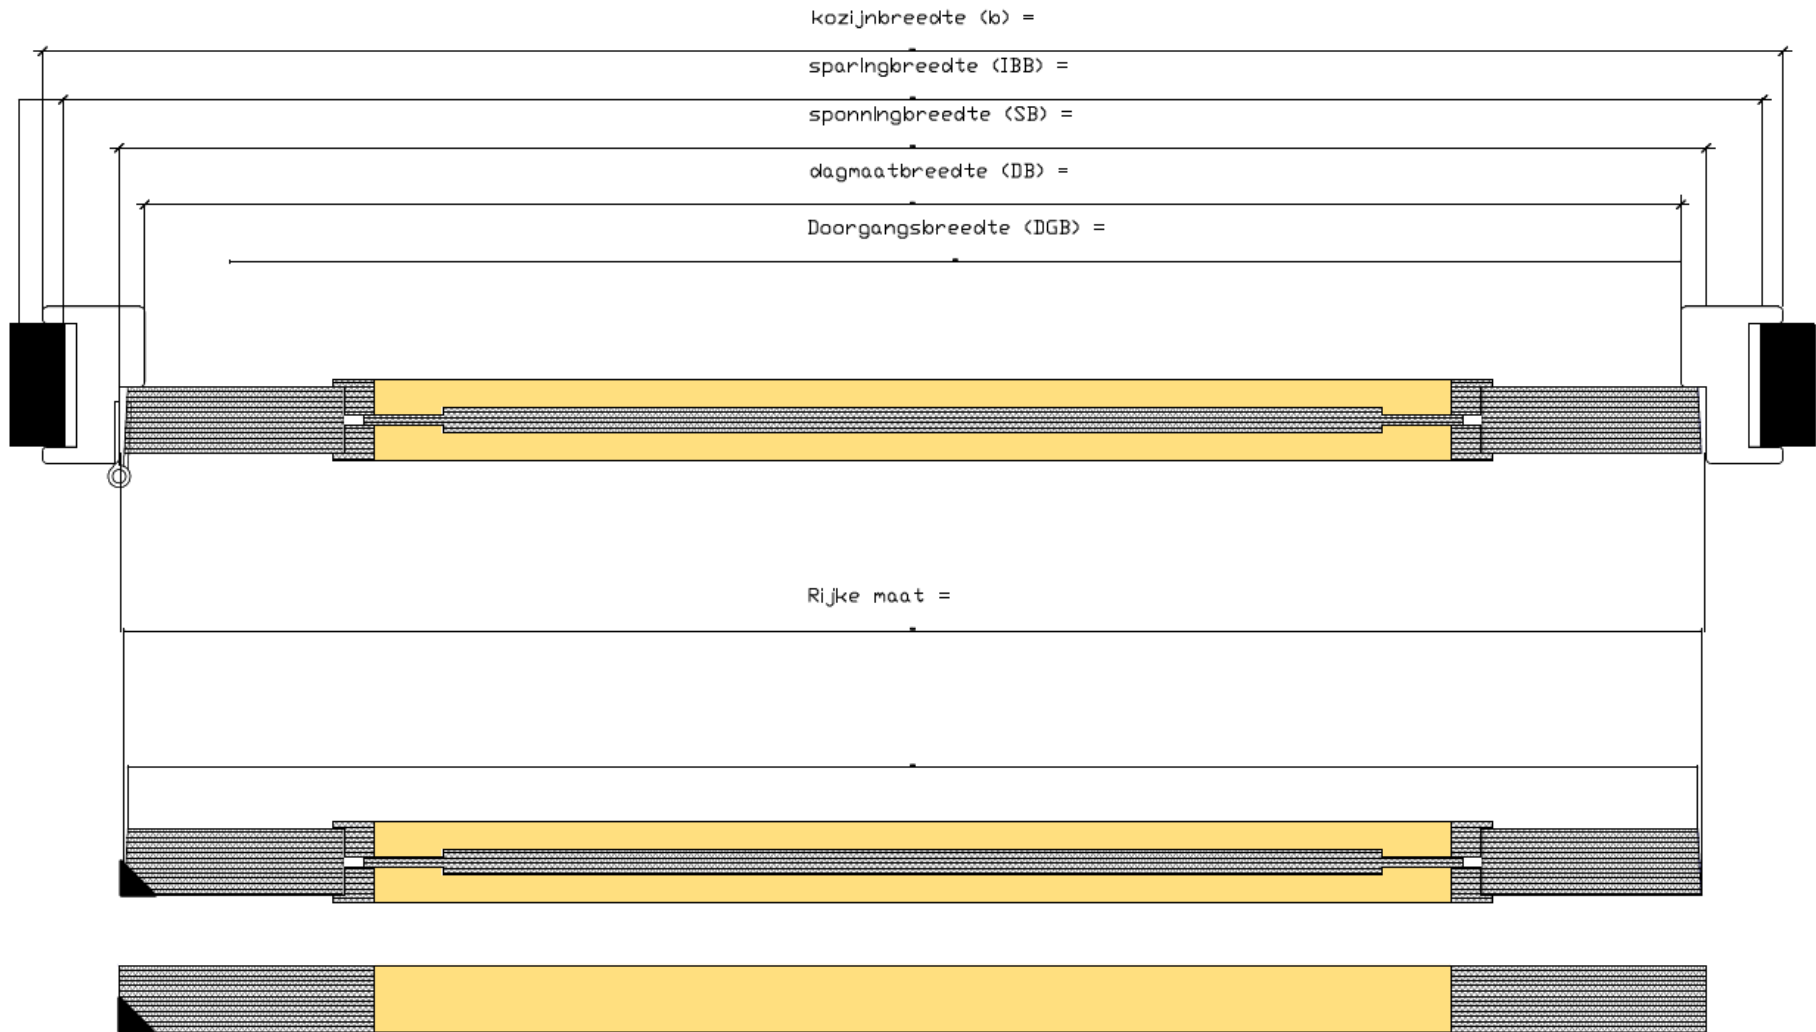 kozijnbreedte (b) =
sparingbreedte (IBB) =
sponningbreedte (SB) =
dagmaatbreedte (DB) =
Doorgangsbreedte (DGB) =
Rijke maat =